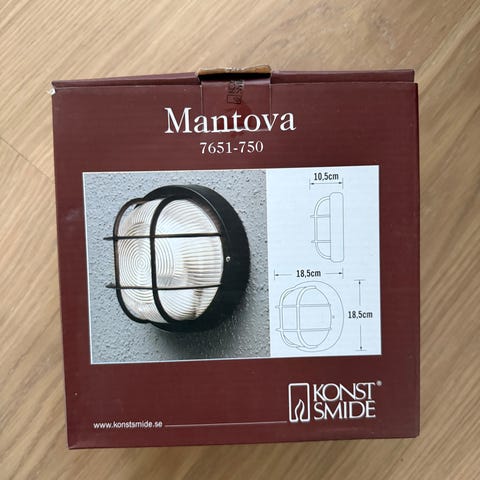 Mantova
7651-750
10,5cm
18,5cm
18,5cm
KONST
SMIDE®
www.konstsmide.se